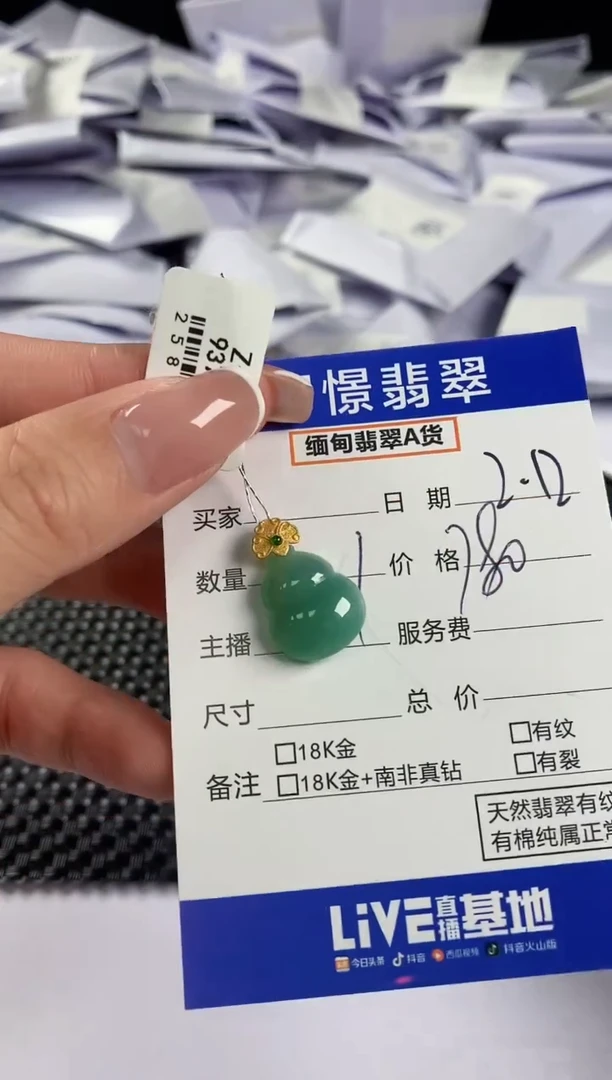 Z
93
258
憬翡翠
缅甸翡翠A货
买家 日期 2.12
数量 1 价格 780
主播 服务费
尺寸 总价
备注 □18K金 □有纹
□18K金+南非真钻 □有裂
天然翡翠有纹
有棉纯属正常
LiVE直播基地
今日头条 抖音 西瓜视频 抖音火山版